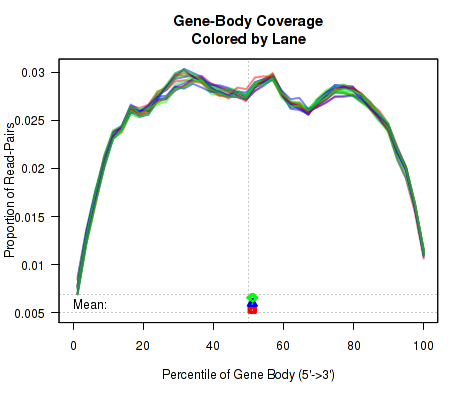 Gene-Body Coverage
Colored by Lane
Proportion of Read-Pairs
0.03
0.025
0.02
0.015
0.01
0.005
Mean:
0 20 40 60 80 100
Percentile of Gene Body (5'->3')